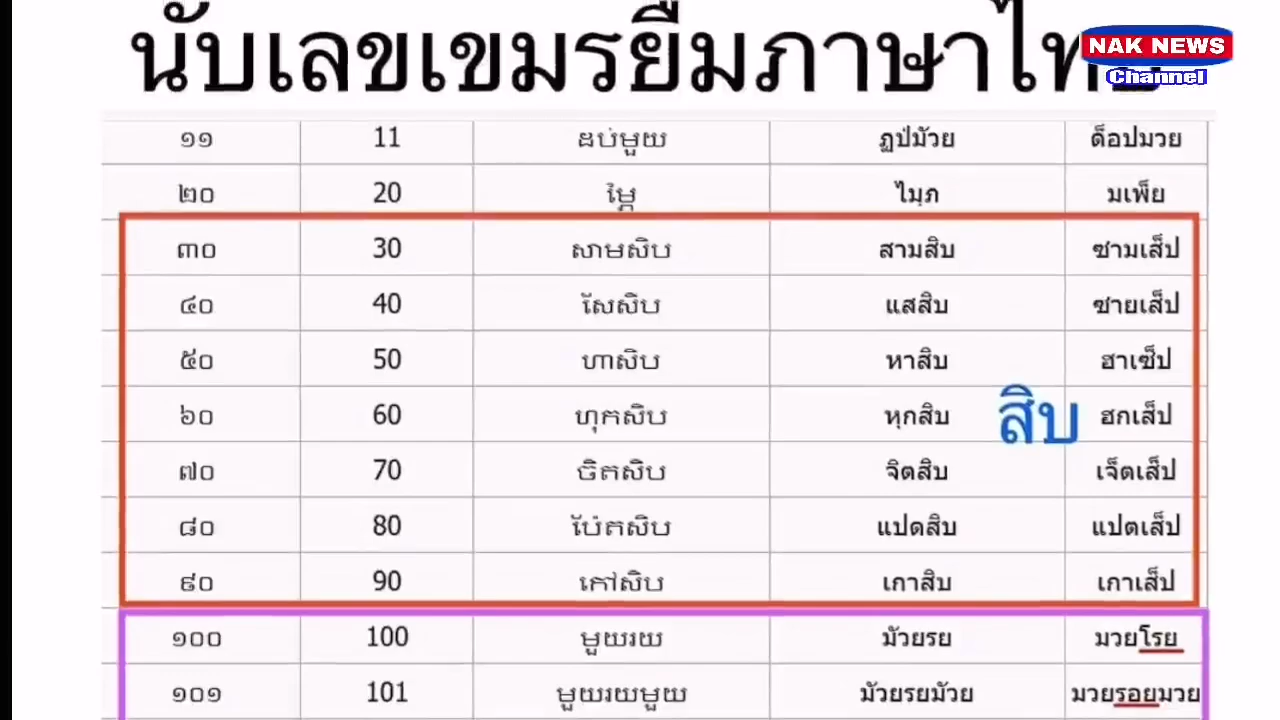 นับเลขเขมรยืมภาษาไท
NAK NEWS
Channel
១១ 11 ដប់មួយ ฎบ่มัวย ด็อปมวย
២០ 20 ម្ភៃ ไมฺภ มเพ็ย
៣០ 30 សាមសិប สามสิบ ซามเส็ป
៤០ 40 សែសិប แสสิบ ซายเส็ป
៥០ 50 ហាសិប หาสิบ ฮาเซ็ป
៦០ 60 ហុកសិប หุกสิบ ฮกเส็ป
สิบ
៧០ 70 ចិតសិប จิตสิบ เจ็ตเส็ป
៨០ 80 ប៉ែតសិប แปดสิบ แปตเส็ป
៩០ 90 កៅសិប เกาสิบ เกาเส็ป
១០០ 100 មួយរយ มัวยรย มวยโรย
១០១ 101 មួយរយមួយ มัวยรยมัวย มวยรอยมวย